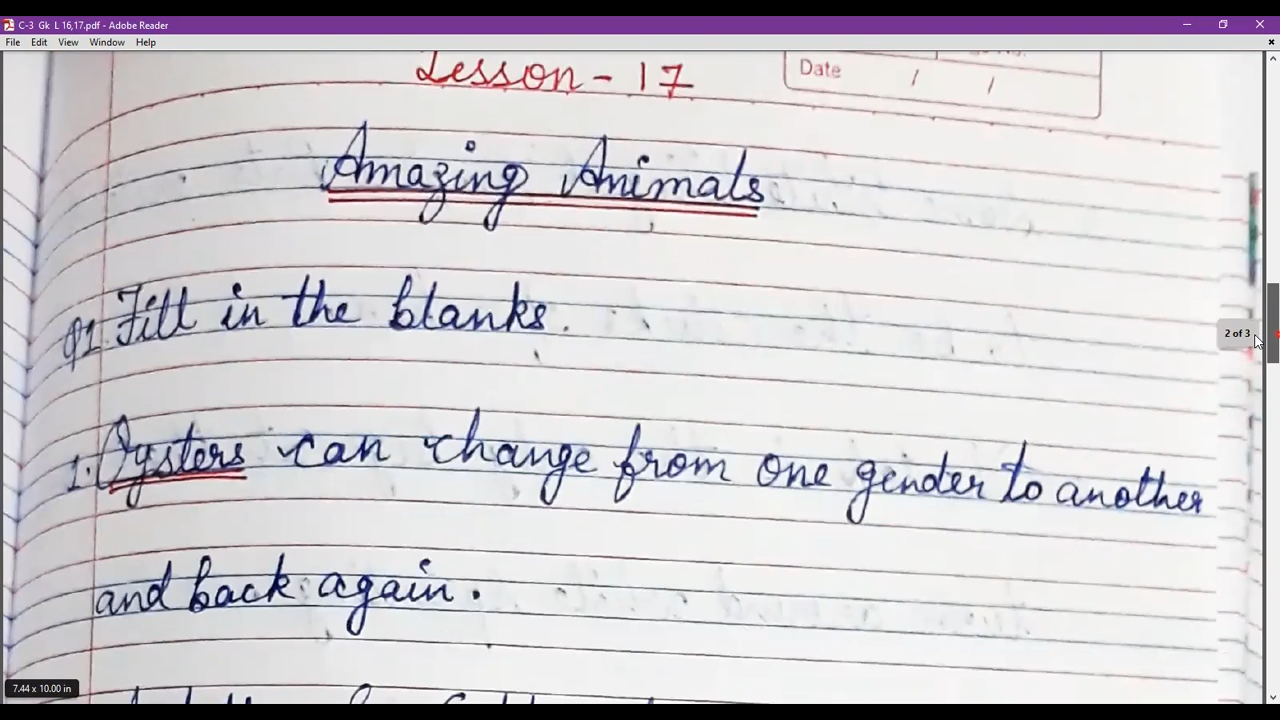 C-3 Gk L 16,17.pdf - Adobe Reader
File Edit View Window Help
Lesson - 17
Date / /
Amazing Animals
Q1. Fill in the blanks.
2 of 3
1. Oysters can change from one gender to another
and back again.
7.44 x 10.00 in